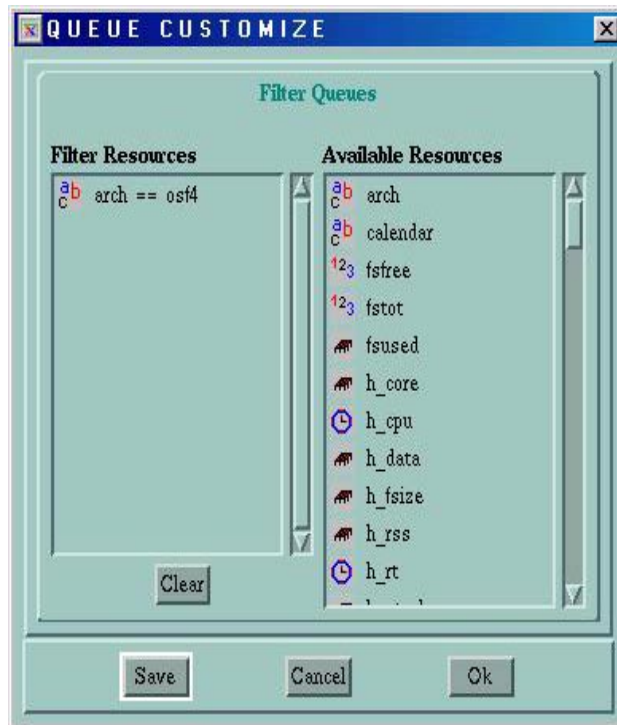 QUEUE CUSTOMIZE
Filter Queues
Filter Resources
arch == osf4
Clear
Available Resources
arch
calendar
fsfree
fstot
fsused
h_core
h_cpu
h_data
h_fsize
h_rss
h_rt
Save
Cancel
Ok